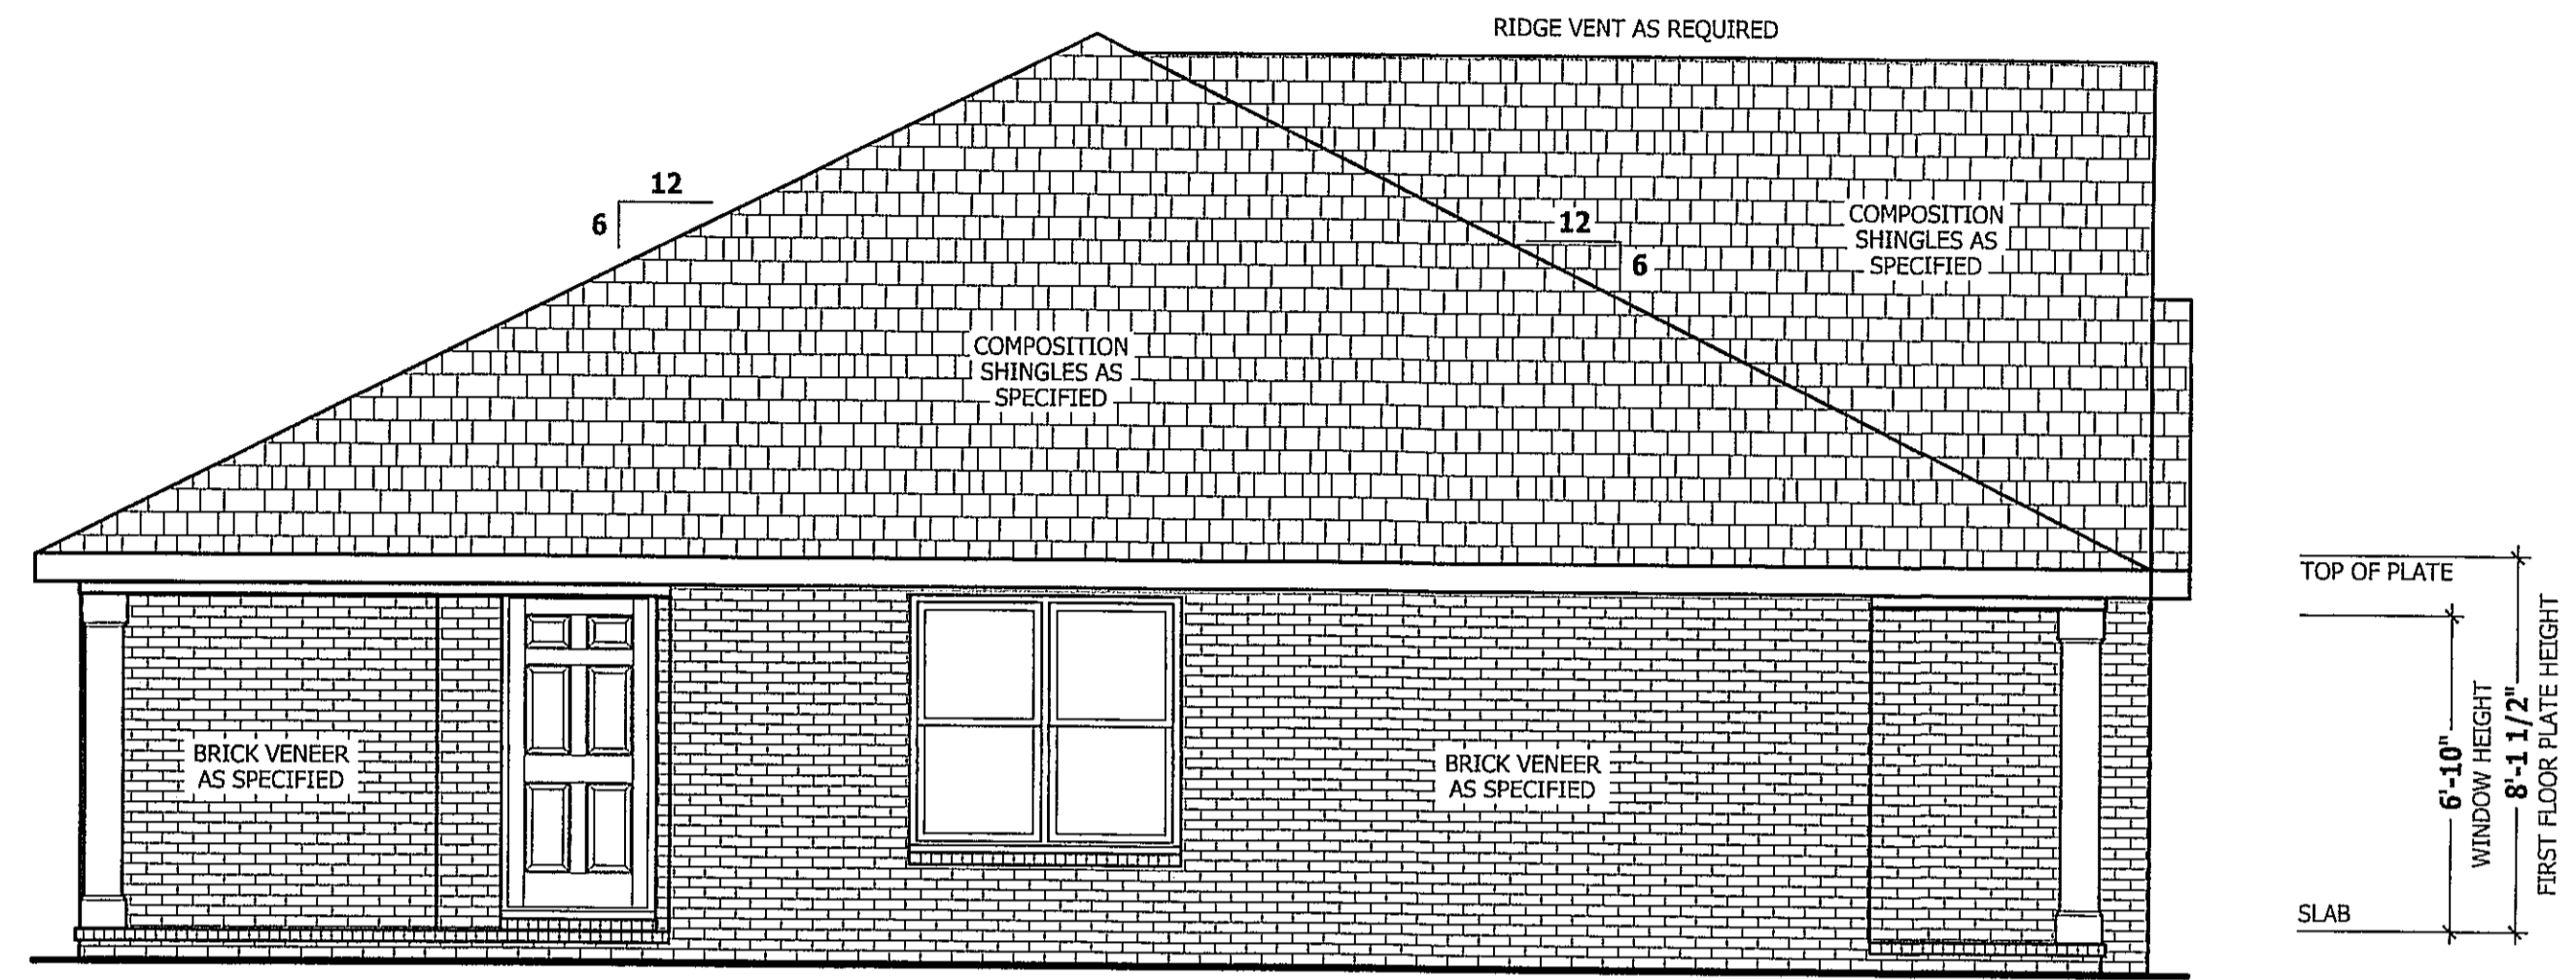 RIDGE VENT AS REQUIRED
12
6
12
6
COMPOSITION
SHINGLES AS
SPECIFIED
COMPOSITION
SHINGLES AS
SPECIFIED
TOP OF PLATE
BRICK VENEER
AS SPECIFIED
BRICK VENEER
AS SPECIFIED
6'-10"
WINDOW HEIGHT
8'-1 1/2"
FIRST FLOOR PLATE HEIGHT
SLAB